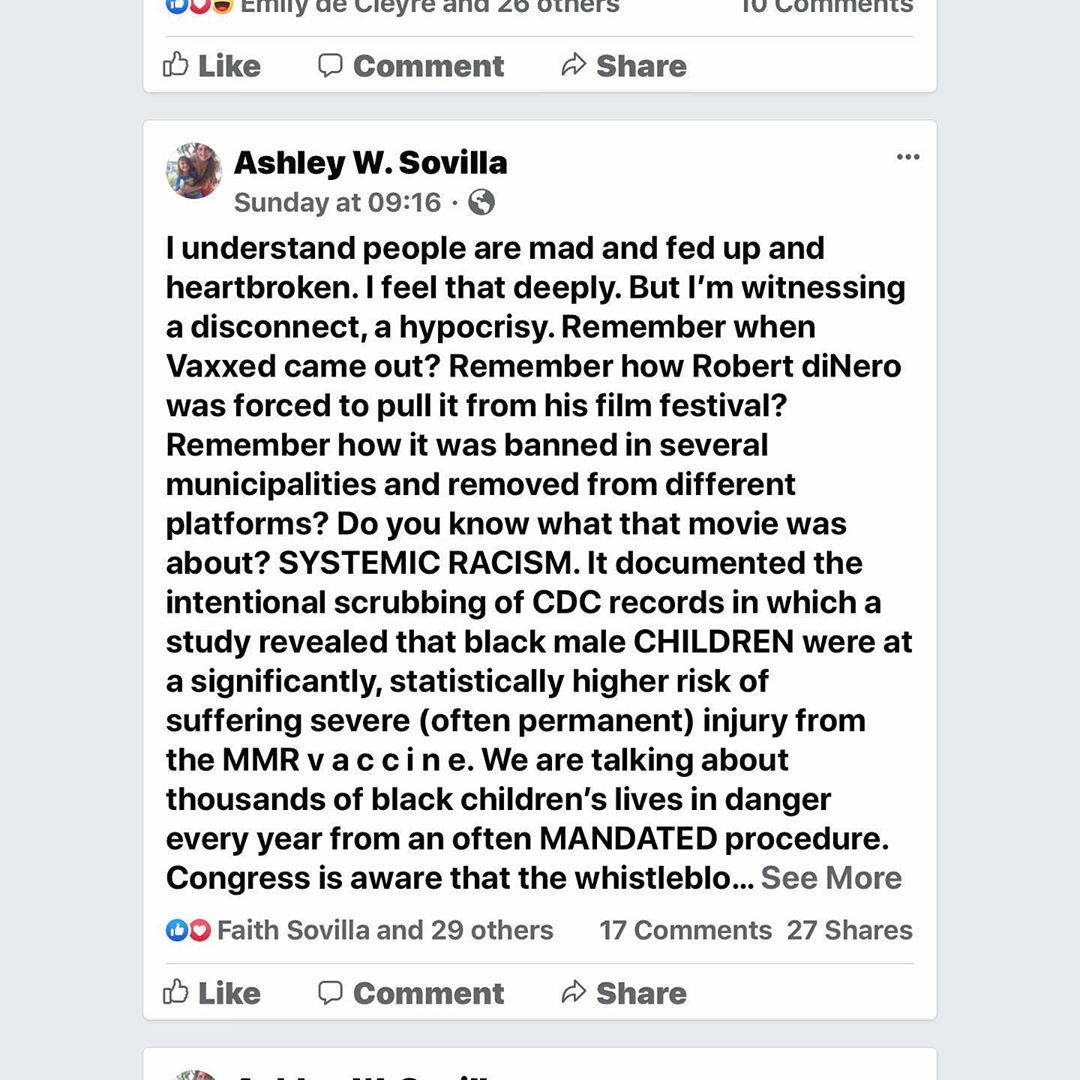 Emily de Cleyre and 26 others 10 Comments
Like Comment Share
Ashley W. Sovilla
Sunday at 09:16 ·
I understand people are mad and fed up and
heartbroken. I feel that deeply. But I’m witnessing
a disconnect, a hypocrisy. Remember when
Vaxxed came out? Remember how Robert diNero
was forced to pull it from his film festival?
Remember how it was banned in several
municipalities and removed from different
platforms? Do you know what that movie was
about? SYSTEMIC RACISM. It documented the
intentional scrubbing of CDC records in which a
study revealed that black male CHILDREN were at
a significantly, statistically higher risk of
suffering severe (often permanent) injury from
the MMR v a c c i n e. We are talking about
thousands of black children’s lives in danger
every year from an often MANDATED procedure.
Congress is aware that the whistleblo... See More
Faith Sovilla and 29 others 17 Comments 27 Shares
Like Comment Share